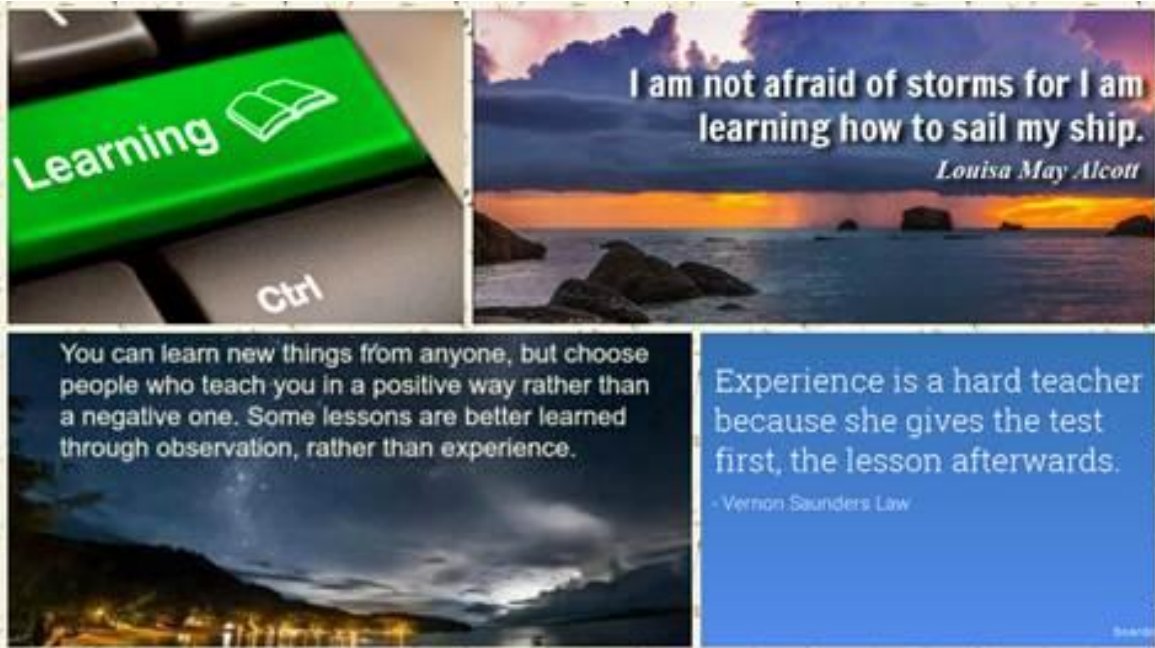 Learning
Ctrl
I am not afraid of storms for I am
learning how to sail my ship.
Louisa May Alcott
You can learn new things from anyone, but choose
people who teach you in a positive way rather than
a negative one. Some lessons are better learned
through observation, rather than experience.
Experience is a hard teacher
because she gives the test
first, the lesson afterwards.
- Vernon Saunders Law